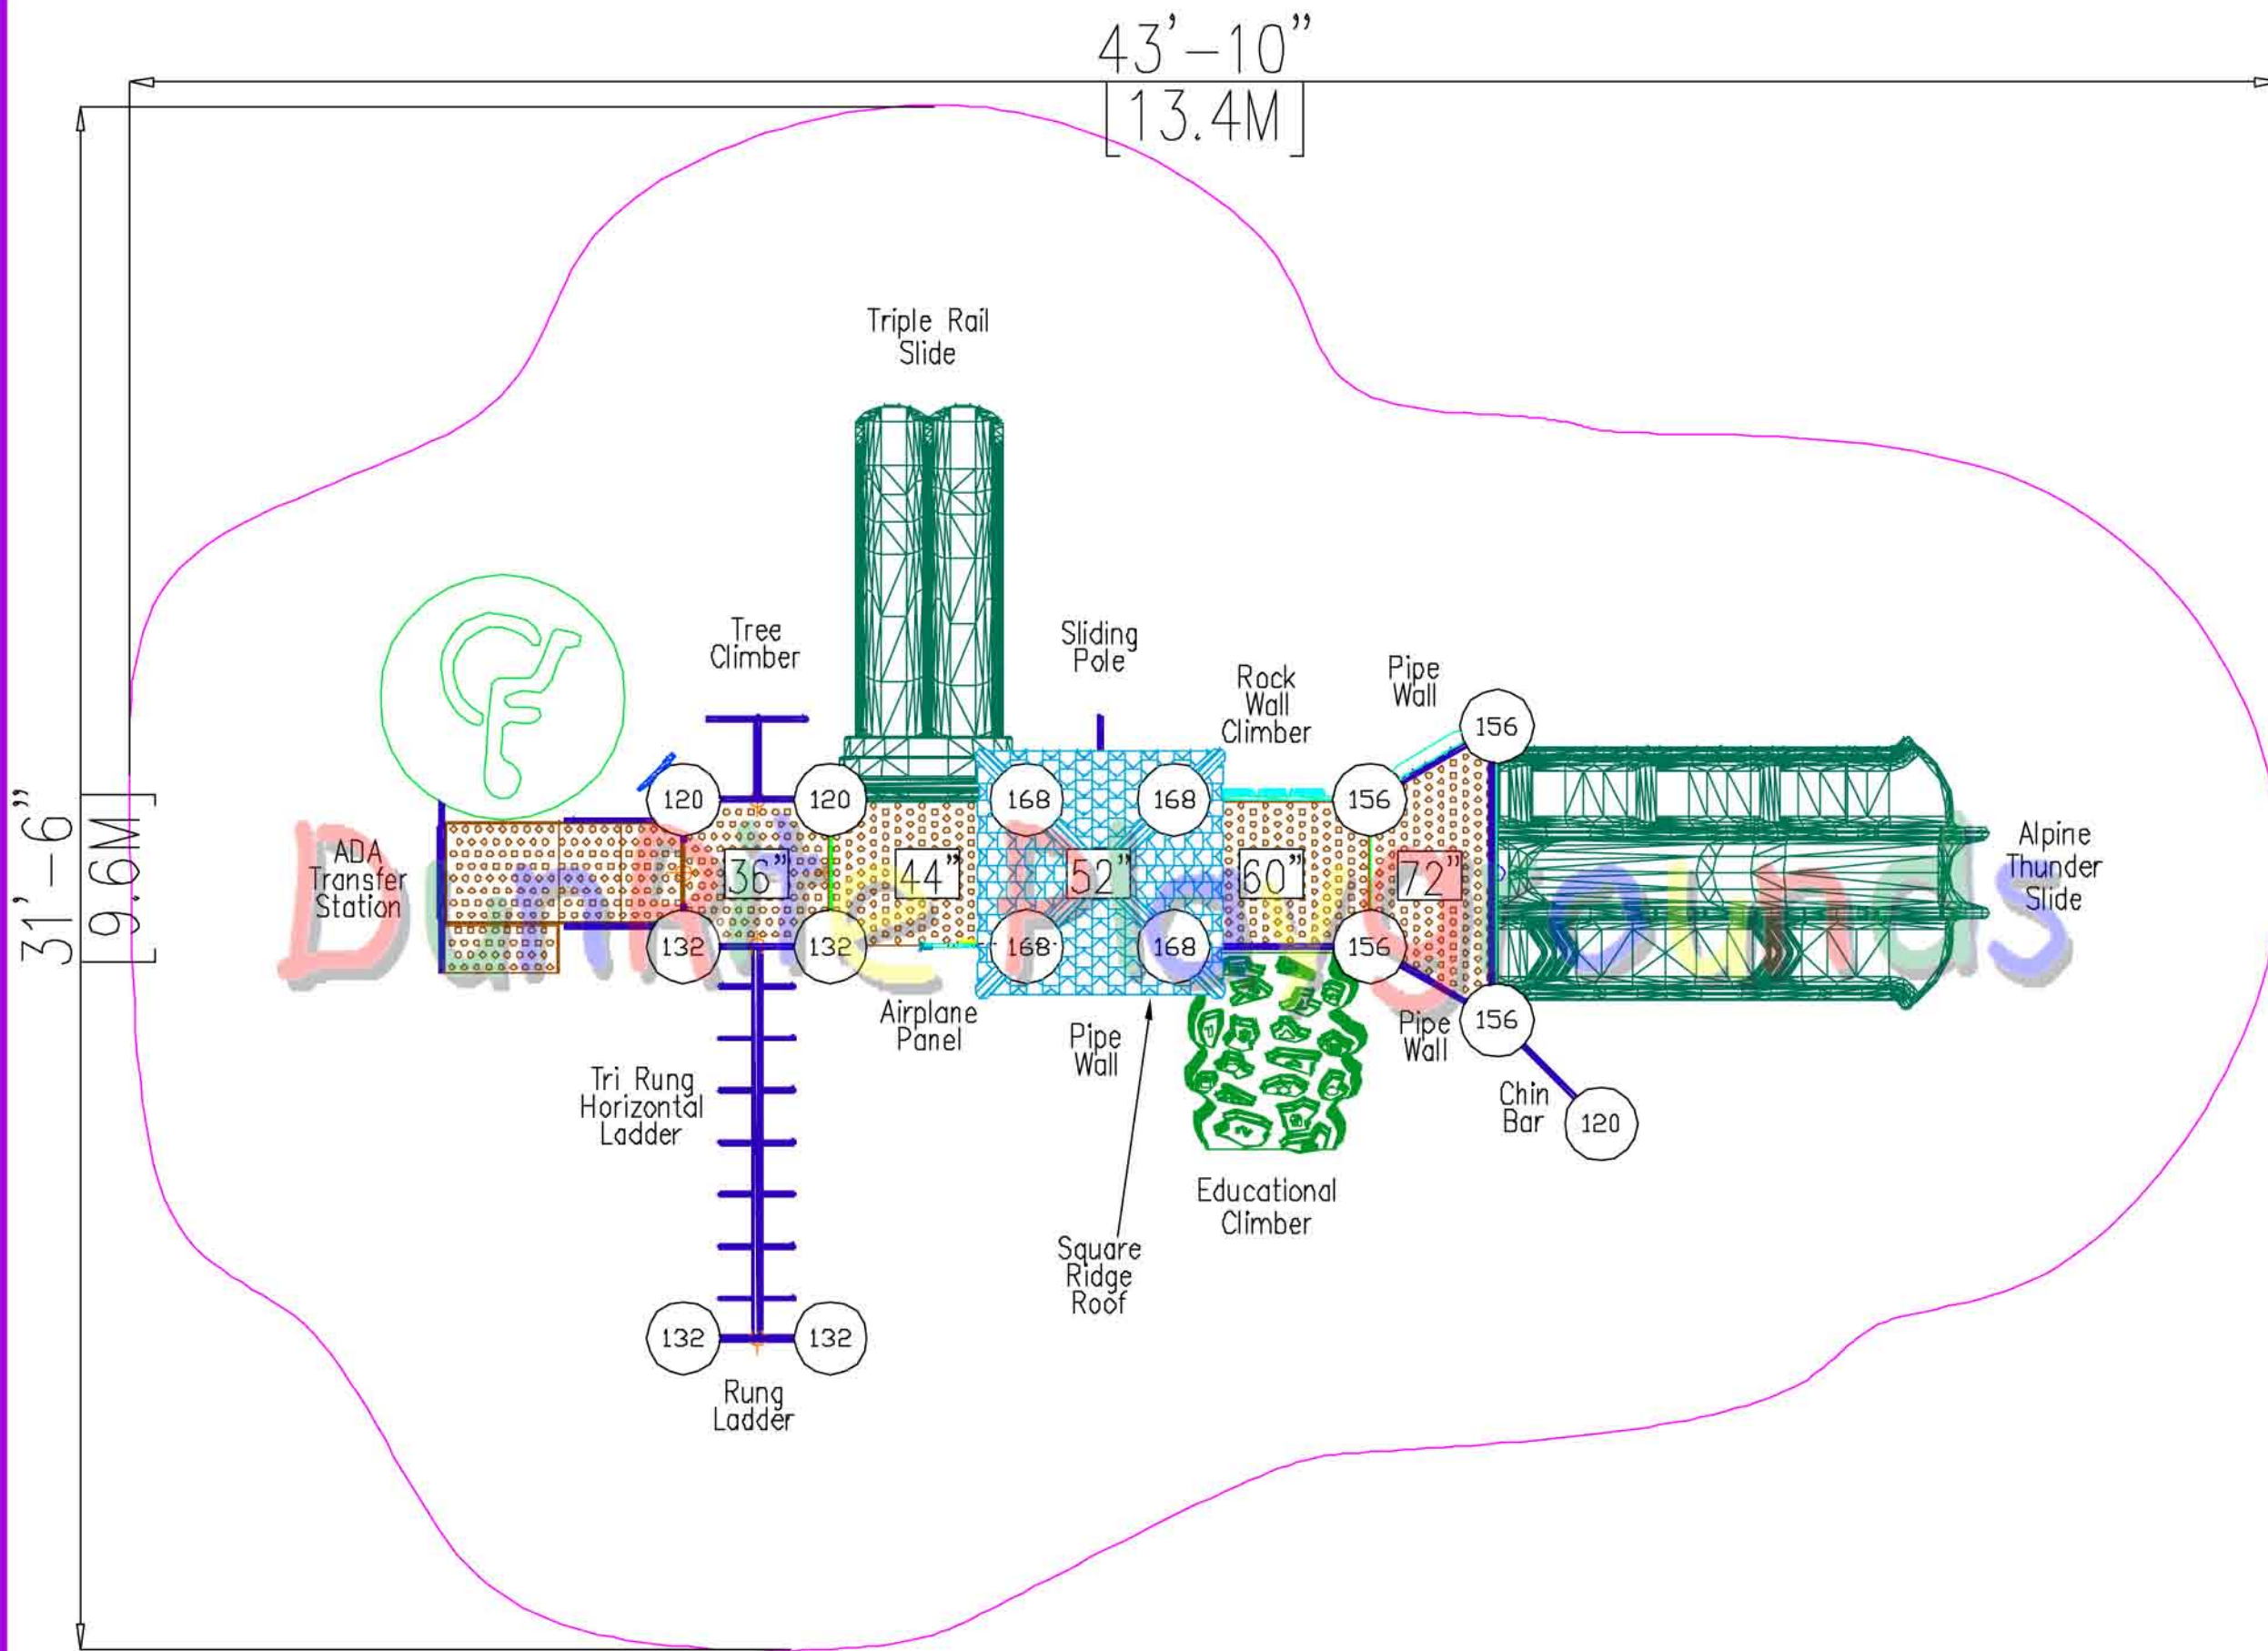 43'-10"
[13.4M]
31'-6"
[9.6M]
Triple Rail
Slide
Tree
Climber
Sliding
Pole
Rock
Wall
Climber
Pipe
Wall
156
120
120
168
168
156
ADA
Transfer
Station
36"
44"
52"
60"
72"
Alpine
Thunder
Slide
DunRite Playgrounds
132
132
168
168
156
Airplane
Panel
Pipe
Wall
Pipe
Wall
156
Tri Rung
Horizontal
Ladder
Chin
Bar
120
Educational
Climber
Square
Ridge
Roof
132
132
Rung
Ladder